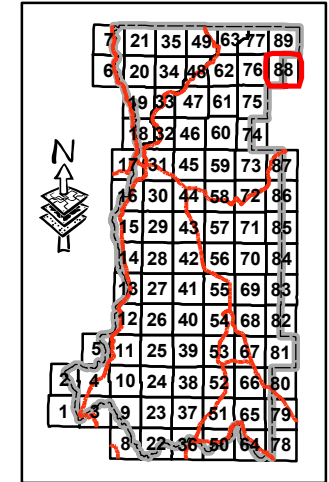 7 21 35 49 63 77 89
6 20 34 48 62 76 88
19 33 47 61 75
N
18 32 46 60 74
17 31 45 59 73 87
16 30 44 58 72 86
15 29 43 57 71 85
14 28 42 56 70 84
13 27 41 55 69 83
12 26 40 54 68 82
5 11 25 39 53 67 81
2 4 10 24 38 52 66 80
1 3 9 23 37 51 65 79
8 22 36 50 64 78